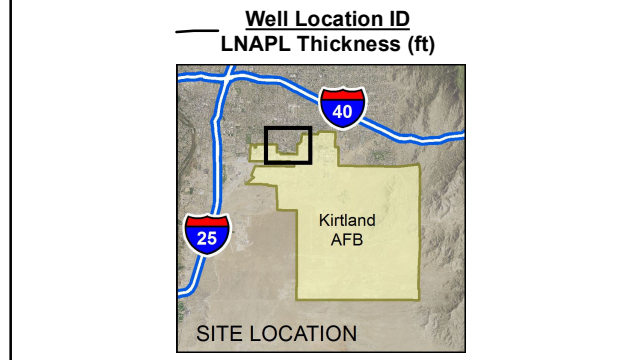 Well Location ID
LNAPL Thickness (ft)
40
Kirtland
AFB
25
SITE LOCATION